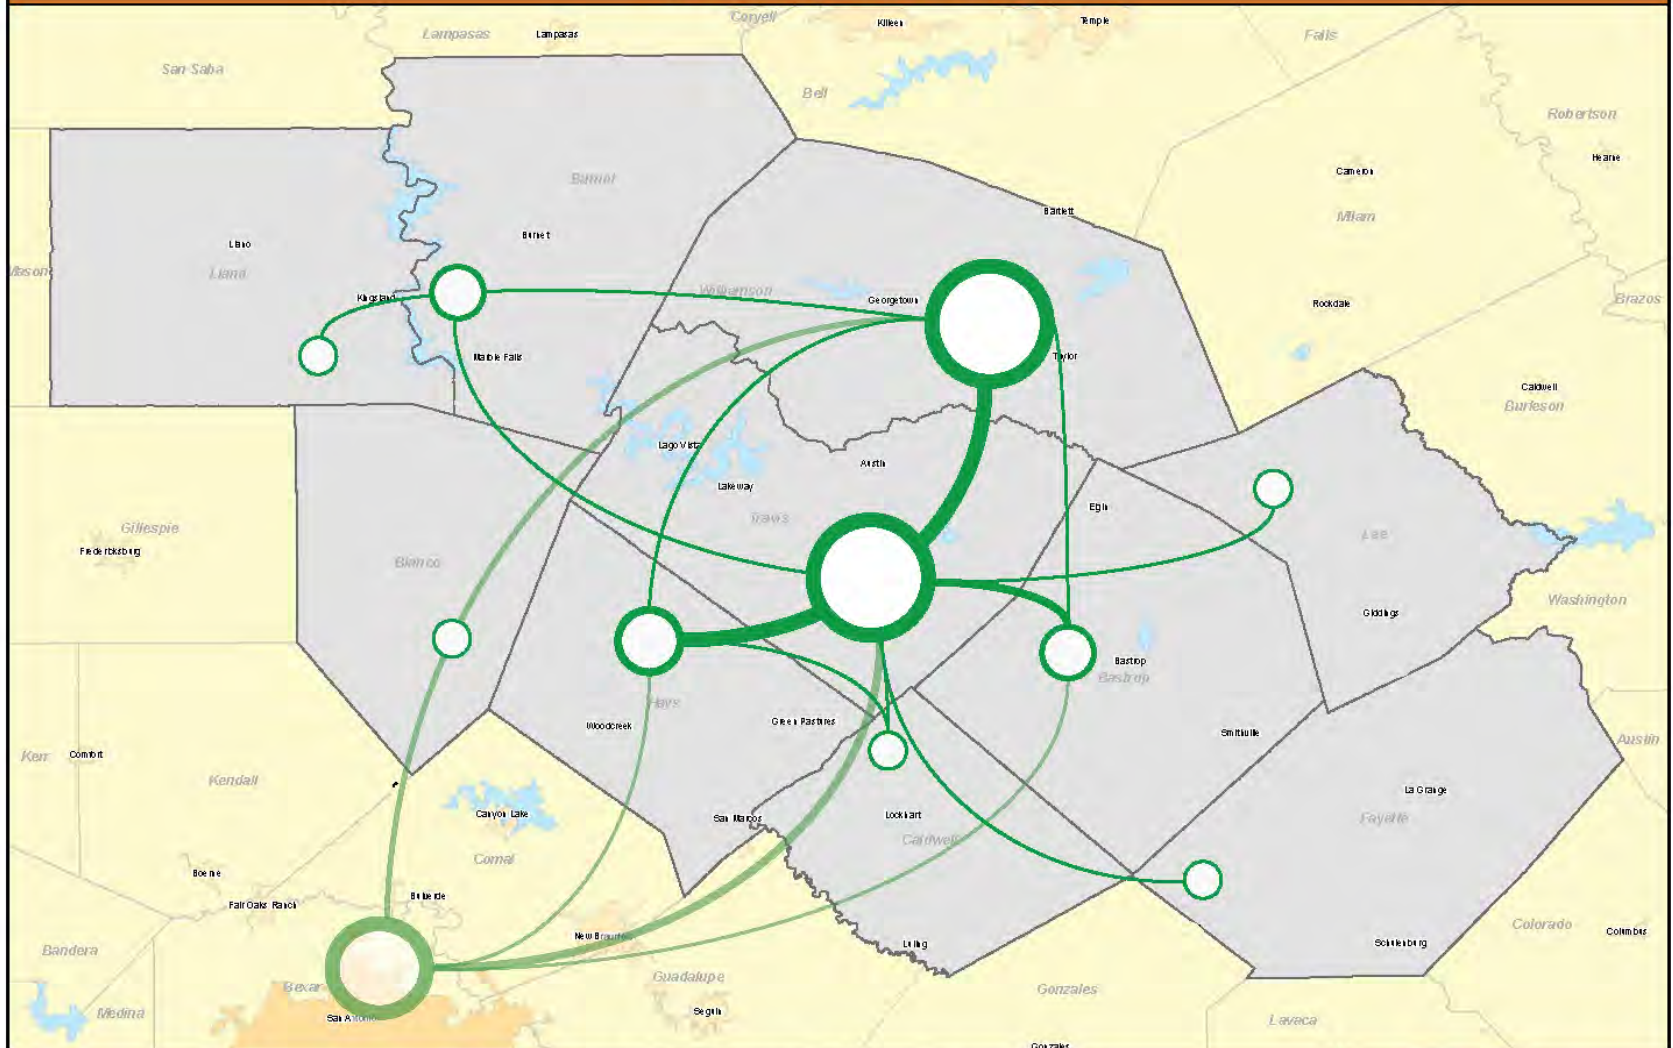 Coryell
Killeen
Temple
Lampasas
Lampasas
Falls
San Saba
Bell
Robertson
Hearne
Cameron
Burnet
Bartlett
Milam
Burnet
Llano
Llano
Mason
Williamson
Georgetown
Kingsland
Rockdale
Brazos
Marble Falls
Taylor
Caldwell
Burleson
Lago Vista
Austin
Lakeway
Elgin
Travis
Gillespie
Lee
Fredericksburg
Blanco
Washington
Giddings
Bastrop
Bastrop
Hays
Green Pastures
Woodcreek
Smithville
Austin
Kerr
Comfort
Kendall
La Grange
Canyon Lake
San Marcos
Lockhart
Fayette
Caldwell
Comal
Boerne
Bulverde
Fair Oaks Ranch
Colorado
Columbus
New Braunfels
Luling
Schulenburg
Bandera
Guadalupe
Bexar
Gonzales
Medina
San Antonio
Seguin
Lavaca
Gonzales